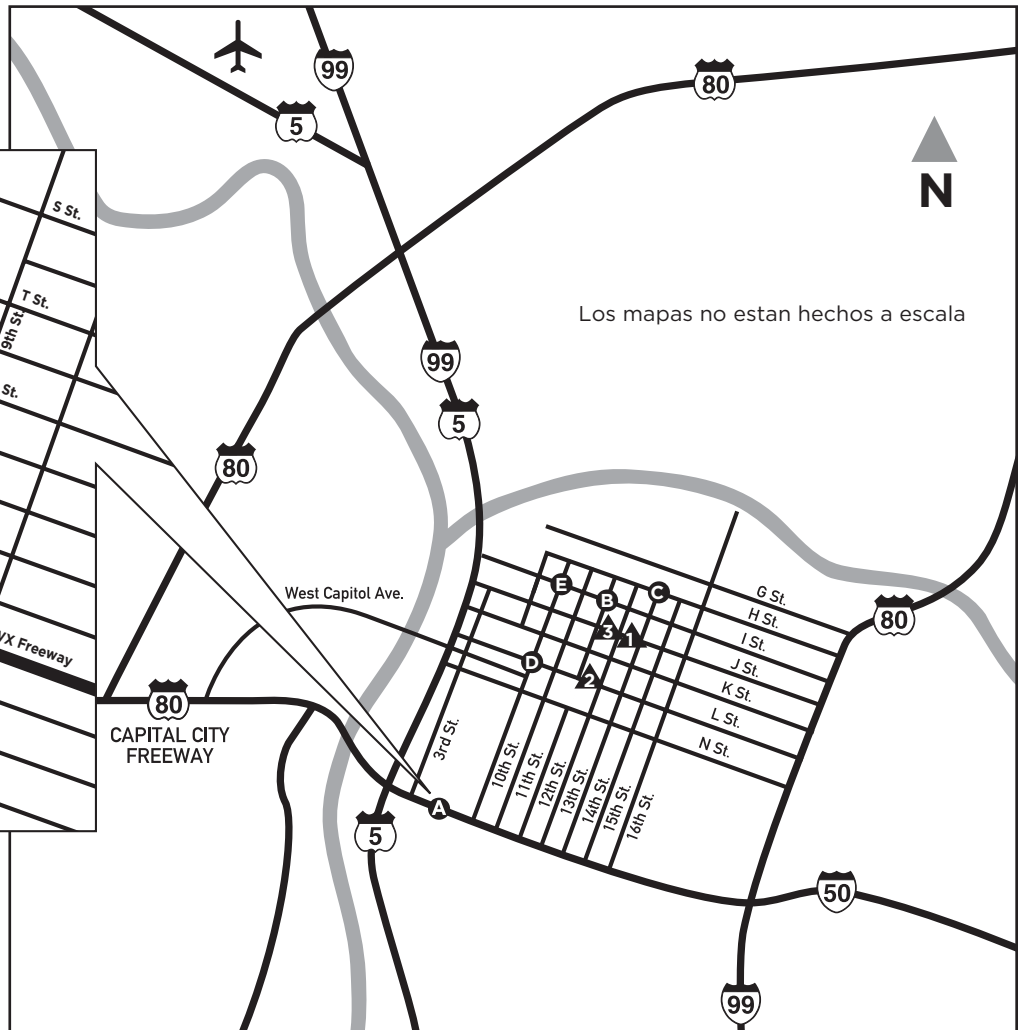 99
80
5
N
S St.
Los mapas no estan hechos a escala
T St.
9th St.
99
St.
5
80
West Capitol Ave.
G St.
E
C
B
H St.
80
3
1
I St.
J St.
D
2
K St.
Freeway
L St.
80
CAPITAL CITY
FREEWAY
3rd St.
N St.
10th St.
11th St.
12th St.
13th St.
14th St.
15th St.
16th St.
A
5
50
99